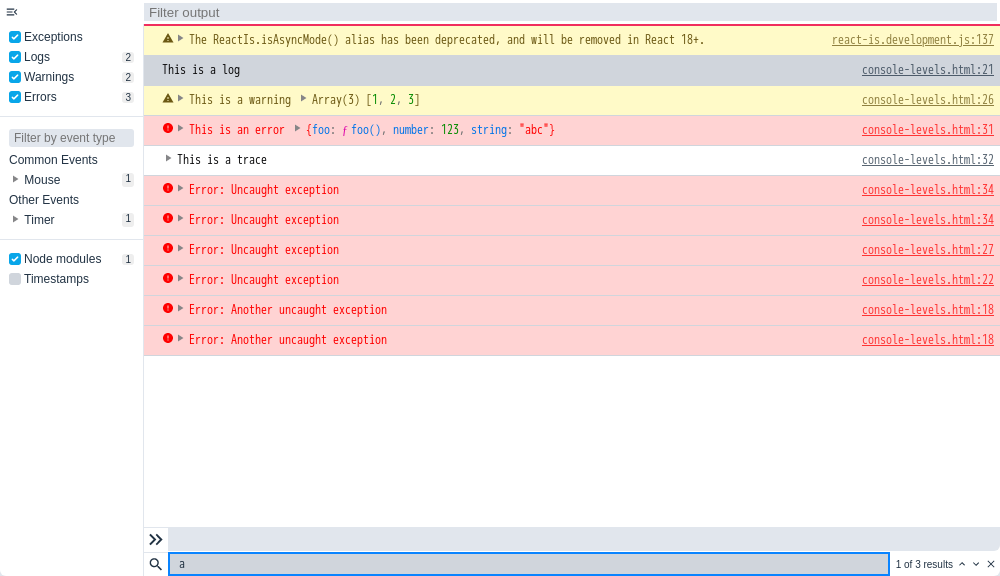 Filter output
Exceptions
Logs 2
Warnings 2
Errors 3
Filter by event type
Common Events
Mouse 1
Other Events
Timer 1
Node modules 1
Timestamps
The ReactIs.isAsyncMode() alias has been deprecated, and will be removed in React 18+. react-is.development.js:137
This is a log console-levels.html:21
This is a warning Array(3) [1, 2, 3] console-levels.html:26
This is an error {foo: ƒ foo(), number: 123, string: "abc"} console-levels.html:31
This is a trace console-levels.html:32
Error: Uncaught exception console-levels.html:34
Error: Uncaught exception console-levels.html:34
Error: Uncaught exception console-levels.html:27
Error: Uncaught exception console-levels.html:22
Error: Another uncaught exception console-levels.html:18
Error: Another uncaught exception console-levels.html:18
a 1 of 3 results